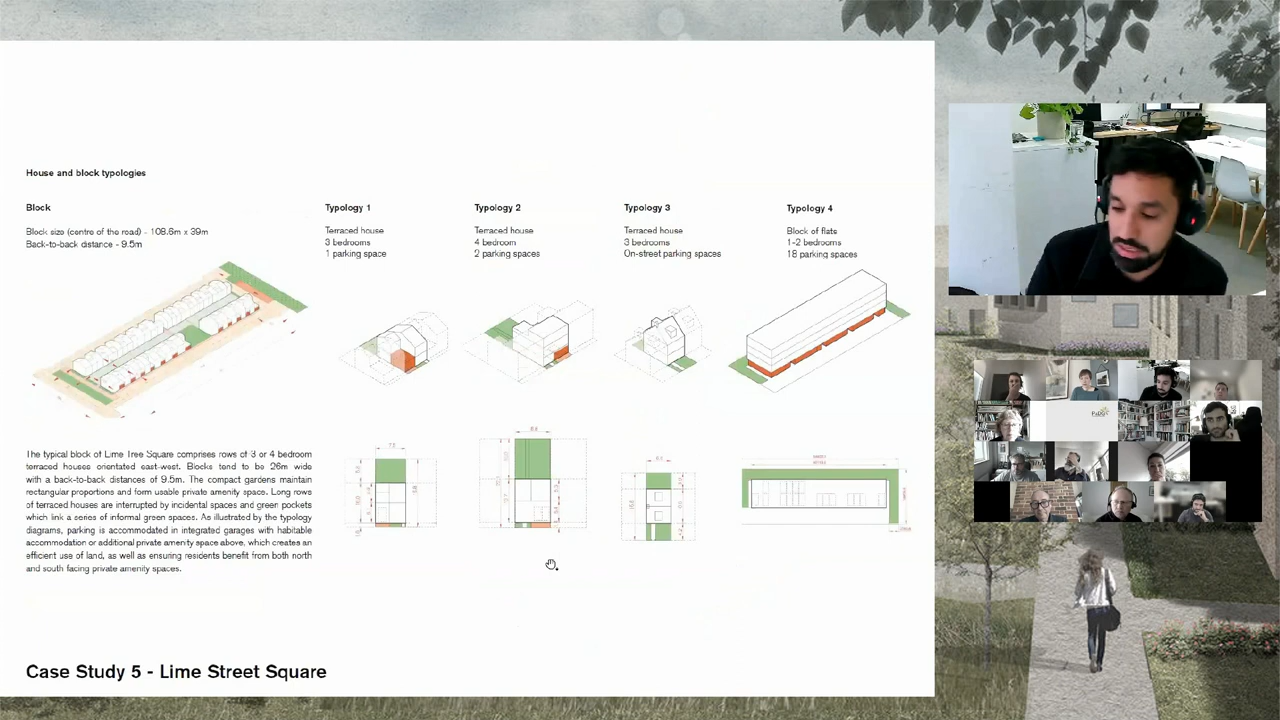 House and block typologies
Block
Block size (centre of the road) - 108.6m x 39m
Back-to-back distance - 9.5m
Typology 1
Terraced house
3 bedrooms
1 parking space
Typology 2
Terraced house
4 bedroom
2 parking spaces
Typology 3
Terraced house
3 bedrooms
On-street parking spaces
Typology 4
Block of flats
1-2 bedrooms
18 parking spaces
The typical block of Lime Tree Square comprises rows of 3 or 4 bedroom
terraced houses orientated east-west. Blocks tend to be 26m wide
with a back-to-back distances of 9.5m. The compact gardens maintain
rectangular proportions and form usable private amenity space. Long rows
of terraced houses are interrupted by incidental spaces and green pockets
which link a series of informal green spaces. As illustrated by the typology
diagrams, parking is accommodated in integrated garages with habitable
accommodation or additional private amenity space above, which creates an
efficient use of land, as well as ensuring residents benefit from both north
and south facing private amenity spaces.
Case Study 5 - Lime Street Square